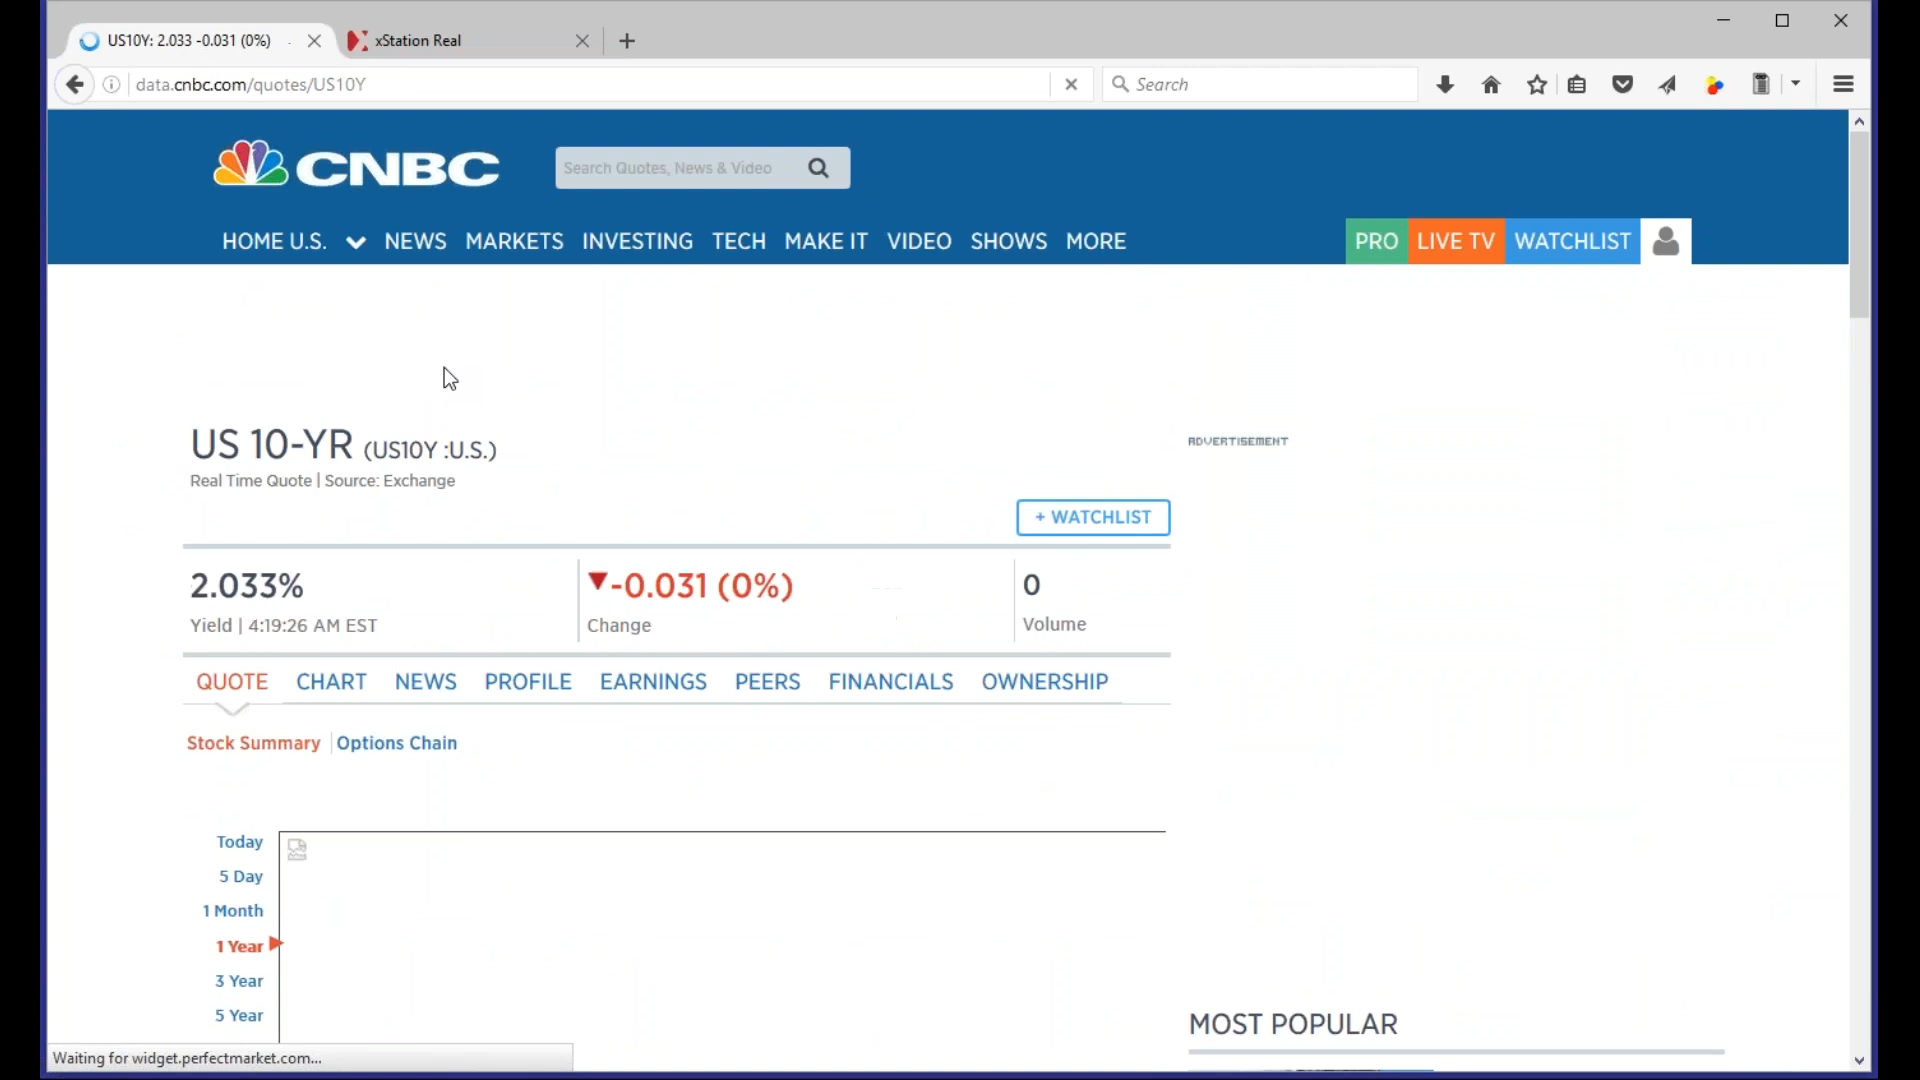 US10Y: 2.033 -0.031 (0%)
xStation Real
data.cnbc.com/quotes/US10Y
Search
CNBC
Search Quotes, News & Video
HOME U.S. NEWS MARKETS INVESTING TECH MAKE IT VIDEO SHOWS MORE
PRO LIVE TV WATCHLIST
US 10-YR (US10Y :U.S.)
Real Time Quote | Source: Exchange
ADVERTISEMENT
+ WATCHLIST
2.033%
Yield | 4:19:26 AM EST
-0.031 (0%)
Change
0
Volume
QUOTE CHART NEWS PROFILE EARNINGS PEERS FINANCIALS OWNERSHIP
Stock Summary Options Chain
Today
5 Day
1 Month
1 Year
3 Year
5 Year
MOST POPULAR
Waiting for widget.perfectmarket.com...